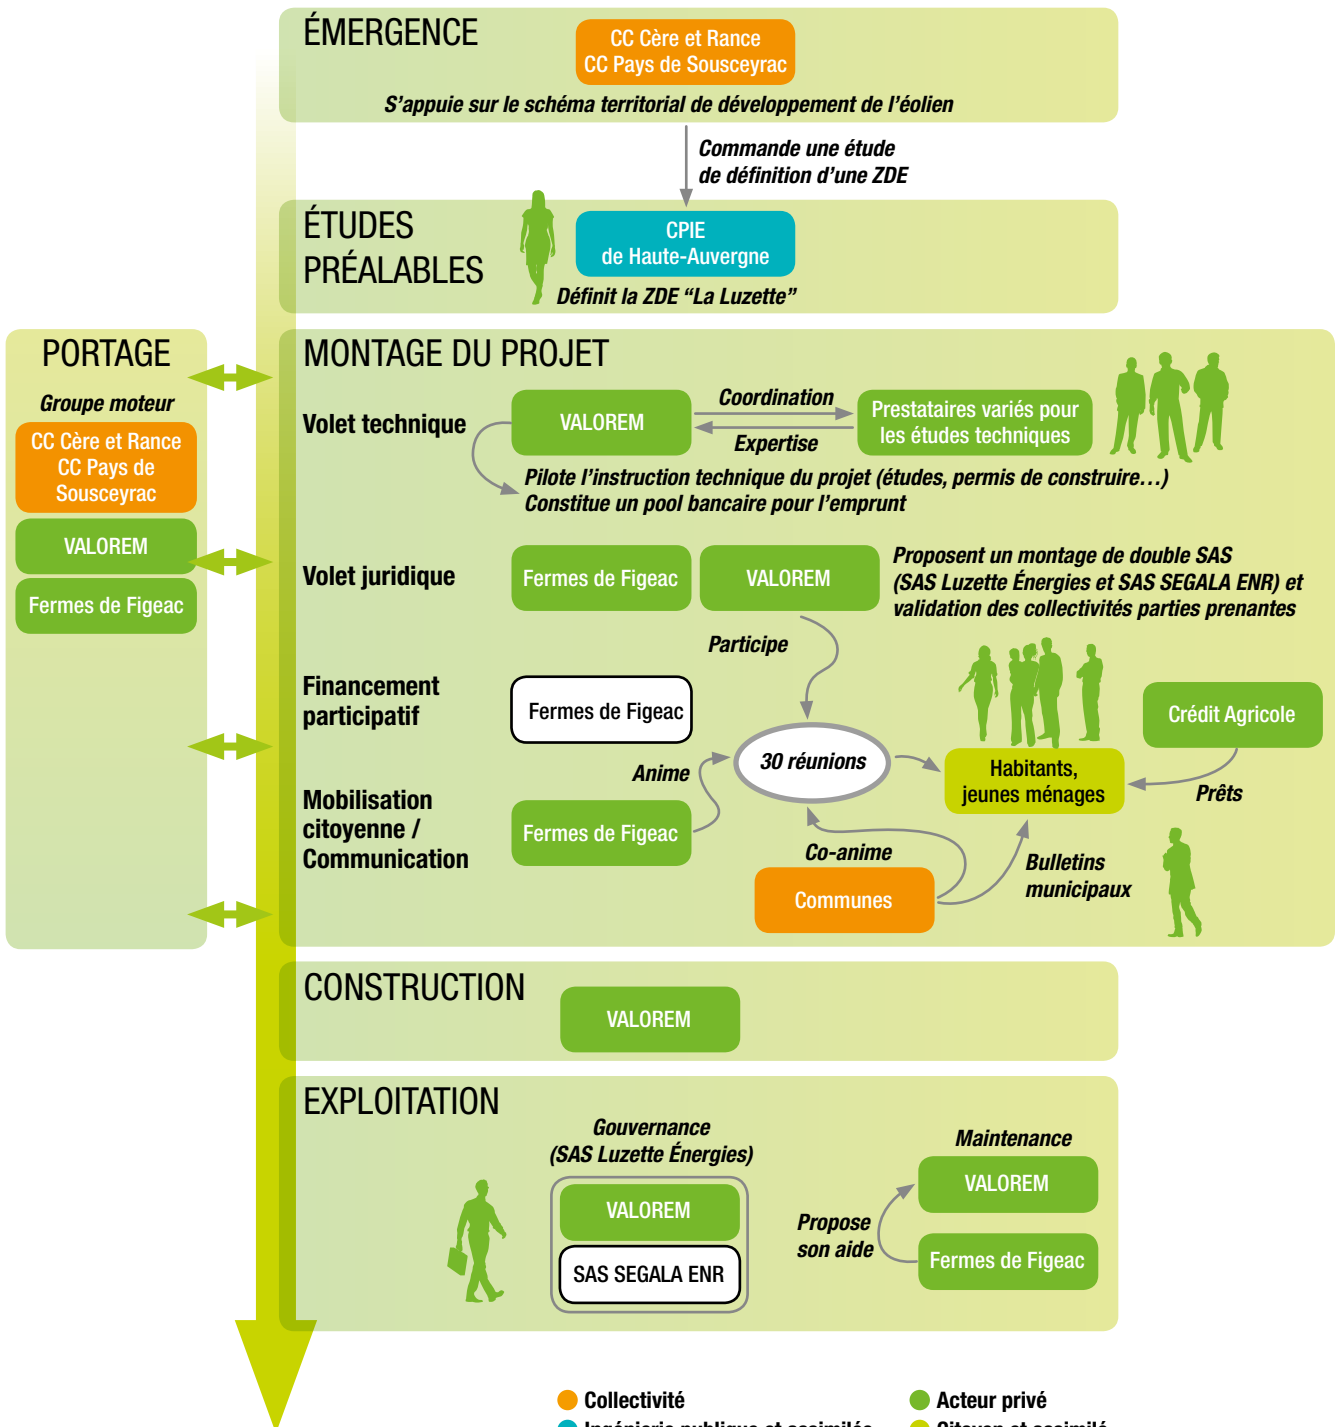 ÉMERGENCE
CC Cère et Rance
CC Pays de Sousceyrac
S'appuie sur le schéma territorial de développement de l'éolien
Commande une étude
de définition d'une ZDE
ÉTUDES
PRÉALABLES
CPIE
de Haute-Auvergne
Définit la ZDE “La Luzette”
PORTAGE
Groupe moteur
CC Cère et Rance
CC Pays de
Sousceyrac
VALOREM
Fermes de Figeac
MONTAGE DU PROJET
Volet technique
VALOREM
Coordination
Expertise
Prestataires variés pour
les études techniques
Pilote l'instruction technique du projet (études, permis de construire…)
Constitue un pool bancaire pour l'emprunt
Volet juridique
Fermes de Figeac
VALOREM
Proposent un montage de double SAS
(SAS Luzette Énergies et SAS SEGALA ENR) et
validation des collectivités parties prenantes
Participe
Financement
participatif
Fermes de Figeac
30 réunions
Habitants,
jeunes ménages
Crédit Agricole
Prêts
Anime
Mobilisation
citoyenne /
Communication
Fermes de Figeac
Co-anime
Communes
Bulletins
municipaux
CONSTRUCTION
VALOREM
EXPLOITATION
Gouvernance
(SAS Luzette Énergies)
VALOREM
SAS SEGALA ENR
Maintenance
VALOREM
Propose
son aide
Fermes de Figeac
Collectivité
Acteur privé
Ingénierie publique et assimilée
Citoyen et assimilé